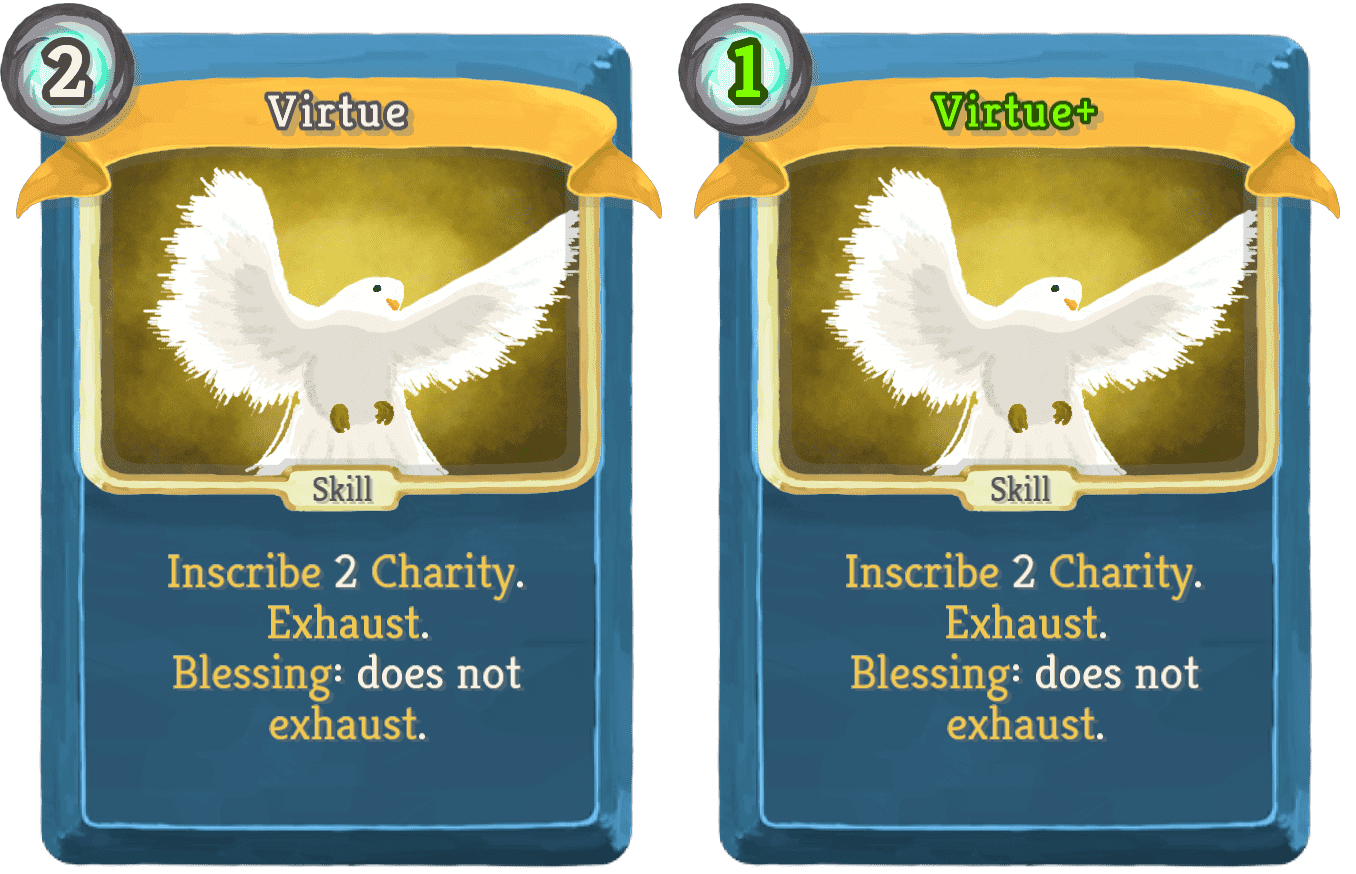 2
Virtue
Skill
Inscribe 2 Charity.
Exhaust.
Blessing: does not
exhaust.
1
Virtue+
Skill
Inscribe 2 Charity.
Exhaust.
Blessing: does not
exhaust.